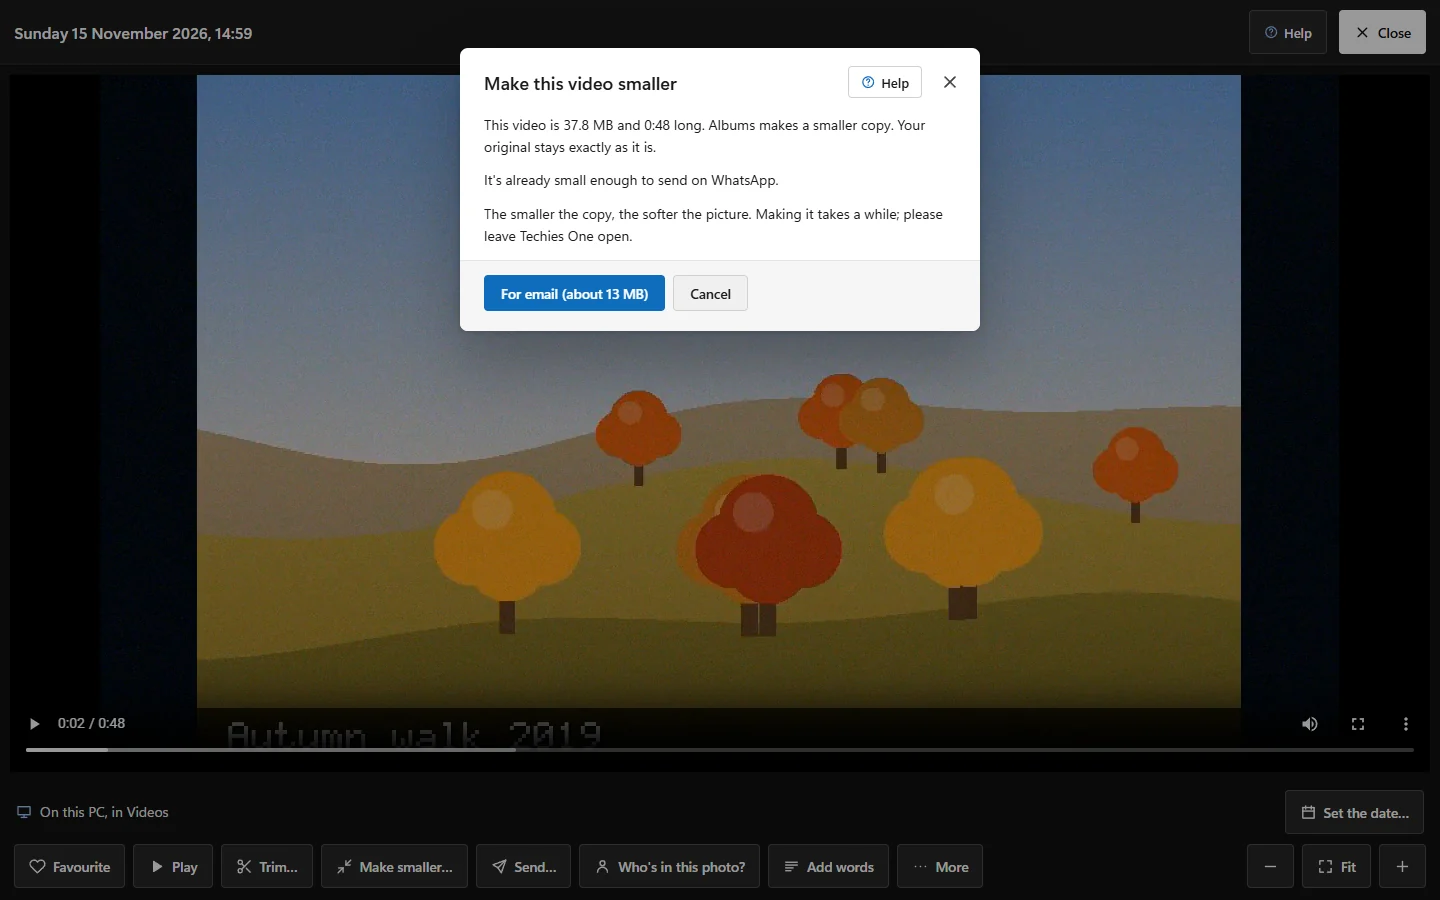 Sunday 15 November 2026, 14:59
Help
Close
Make this video smaller
Help
This video is 37.8 MB and 0:48 long. Albums makes a smaller copy. Your
original stays exactly as it is.
It's already small enough to send on WhatsApp.
The smaller the copy, the softer the picture. Making it takes a while; please
leave Techies One open.
For email (about 13 MB)
Cancel
0:02 / 0:48
Autumn walk 2019
On this PC, in Videos
Set the date...
Favourite
Play
Trim...
Make smaller...
Send...
Who's in this photo?
Add words
More
Fit